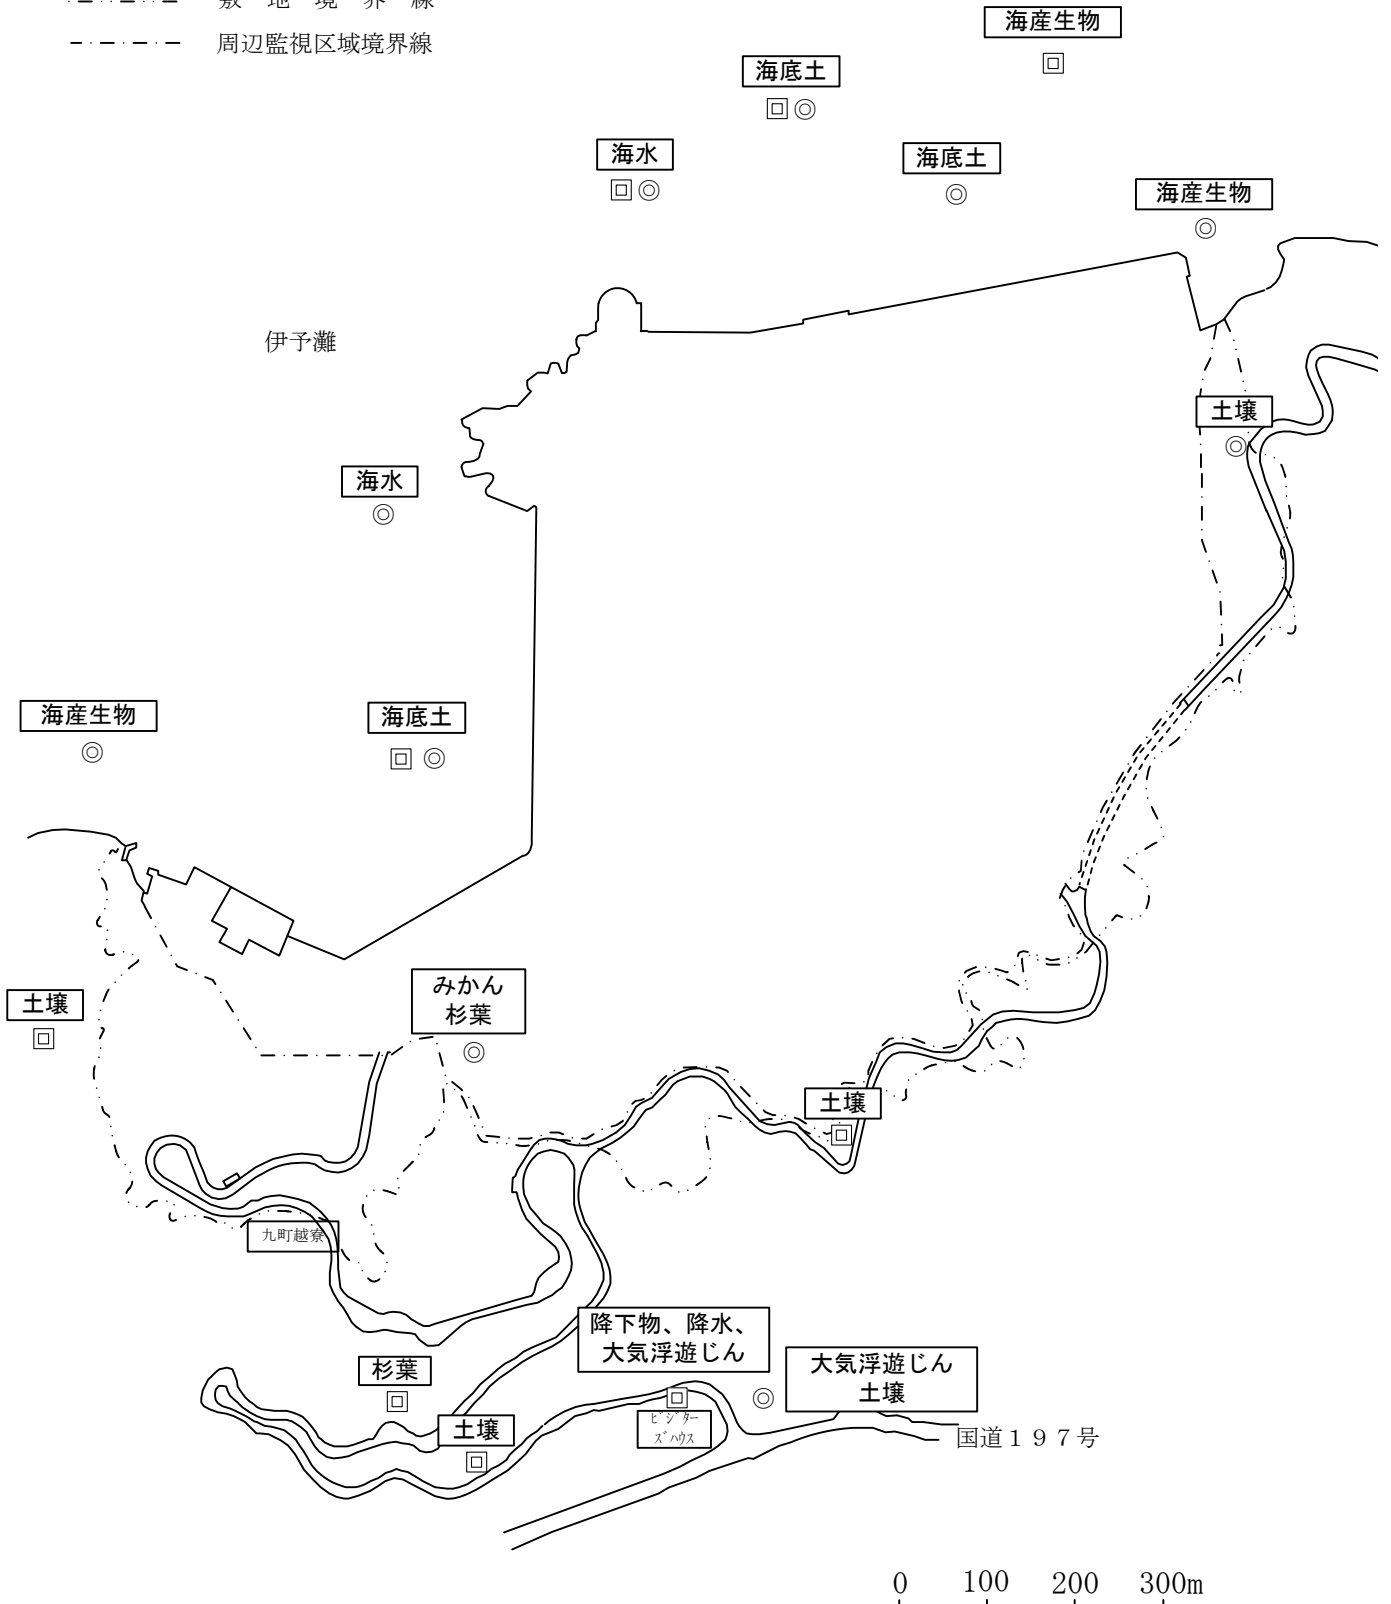 敷地境界線
周辺監視区域境界線
海産生物
海底土
海水
海底土
海産生物
伊予灘
土壌
海水
海産生物
海底土
土壌
みかん
杉葉
土壌
九町越寮
降下物、降水、
大気浮遊じん
大気浮遊じん
土壌
杉葉
土壌
ﾋﾞｼﾞﾀｰ
ｽﾞﾊｳｽ
国道１９７号
0 100 200 300m